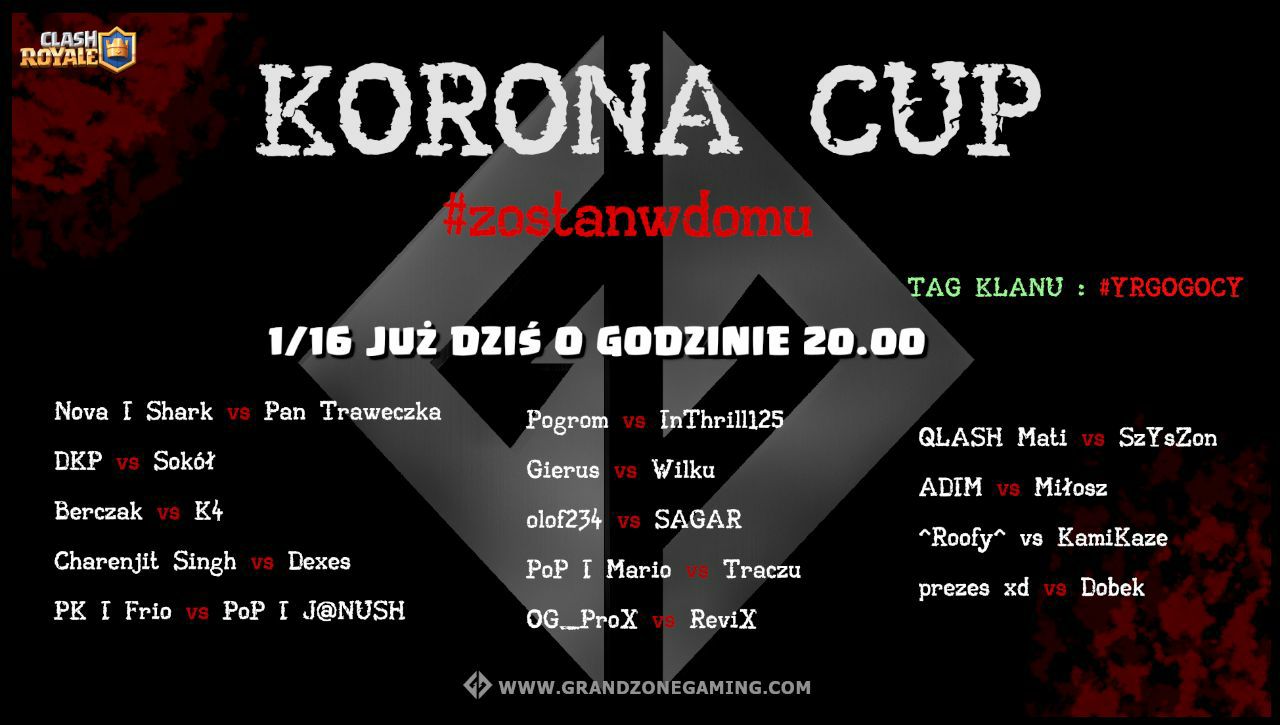 CLASH
ROYALE
KORONA CUP
#zostanwdomu
TAG KLANU : #YRGOGOCY
1/16 JUŻ DZIŚ O GODZINIE 20.00
Nova I Shark vs Pan Traweczka
DKP vs Sokół
Berczak vs K4
Charenjit Singh vs Dexes
PK I Frio vs PoP I J@NUSH
Pogrom vs InThrill125
Gierus vs Wilku
olof234 vs SAGAR
PoP I Mario vs Traczu
OG_ProX vs ReviX
QLASH Mati vs SzYsZon
ADIM vs Miłosz
^Roofy^ vs KamiKaze
prezes xd vs Dobek
WWW.GRANDZONEGAMING.COM